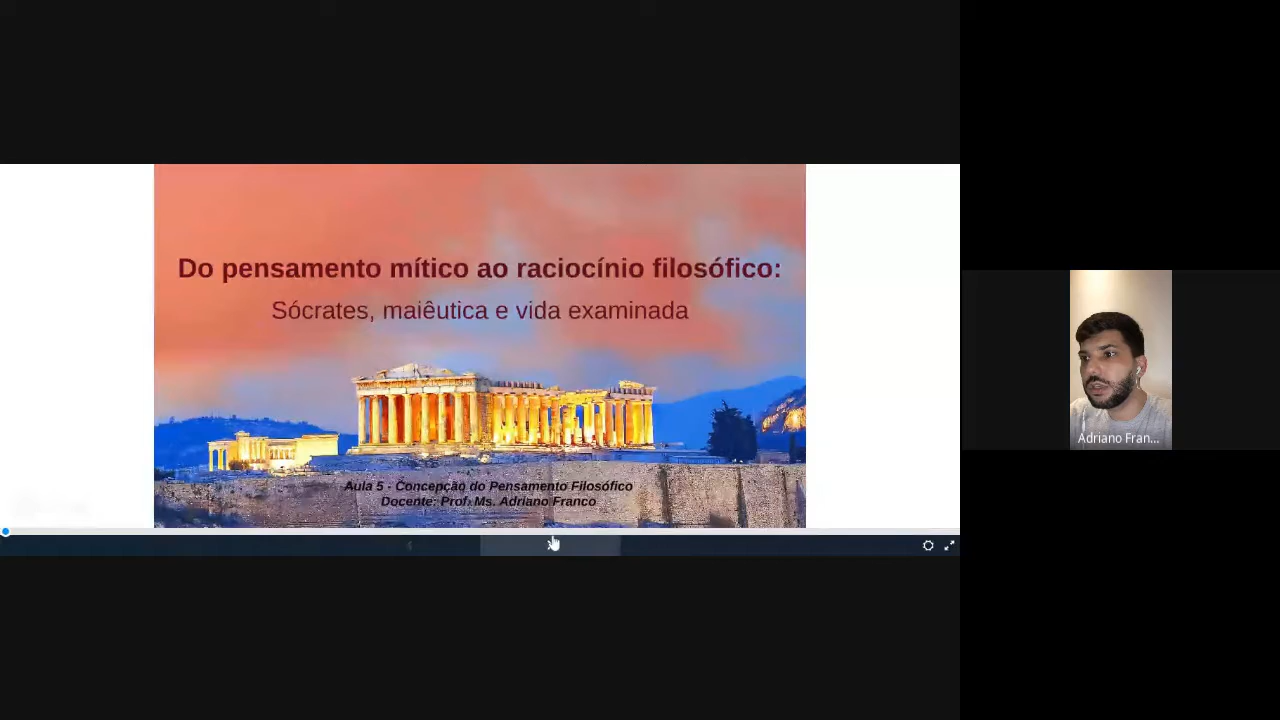 Do pensamento mítico ao raciocínio filosófico:
Sócrates, maiêutica e vida examinada
Aula 5 - Concepção do Pensamento Filosófico
Docente: Prof. Ms. Adriano Franco
Adriano Fran...